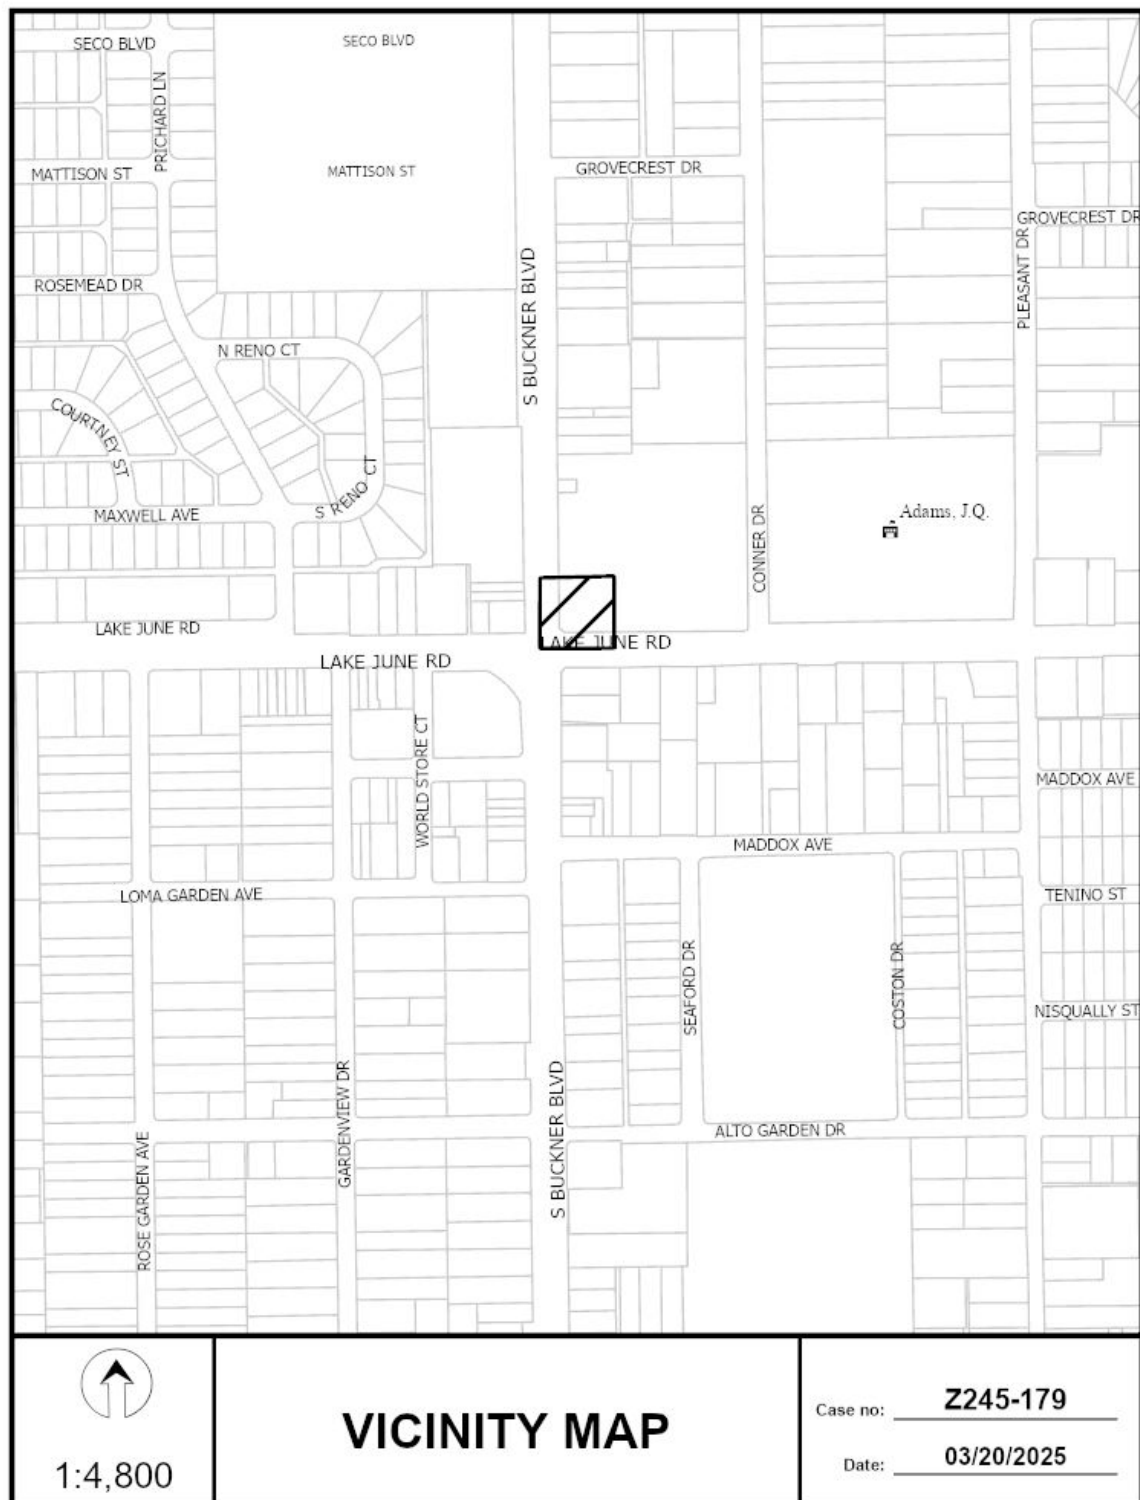 SECO BLVD
SECO BLVD
PRICHARD LN
MATTISON ST
MATTISON ST
GROVECREST DR
GROVECREST DR
PLEASANT DR
ROSEMEAD DR
S BUCKNER BLVD
N RENO CT
COURTNEY ST
S RENO CT
MAXWELL AVE
Adams, J.Q.
CONNER DR
LAKE JUNE RD
LAKE JUNE RD
LAKE JUNE RD
WORLD STORE CT
MADDOX AVE
MADDOX AVE
LOMA GARDEN AVE
TENINO ST
SEAFORD DR
COSTON DR
NISQUALLY ST
GARDENVIEW DR
S BUCKNER BLVD
ALTO GARDEN DR
ROSE GARDEN AVE
1:4,800
VICINITY MAP
Case no: Z245-179
Date: 03/20/2025